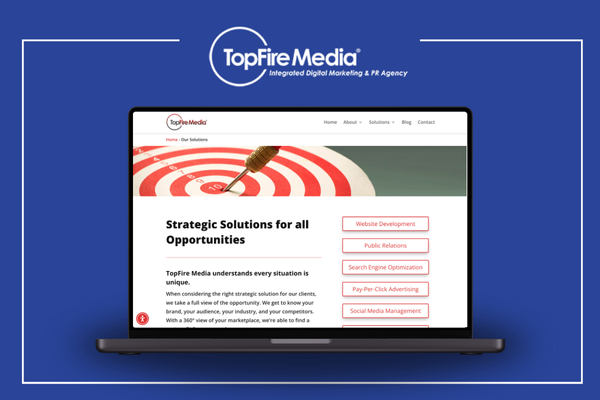 TopFire Media®
Integrated Digital Marketing & PR Agency
TopFire Media
Home About Solutions Blog Contact
Home › Our Solutions
10
Strategic Solutions for all
Opportunities
TopFire Media understands every situation is
unique.
When considering the right strategic solution for our clients,
we take a full view of the opportunity. We get to know your
brand, your audience, your industry, and your competitors.
With a 360° view of your marketplace, we're able to find a
Website Development
Public Relations
Search Engine Optimization
Pay-Per-Click Advertising
Social Media Management